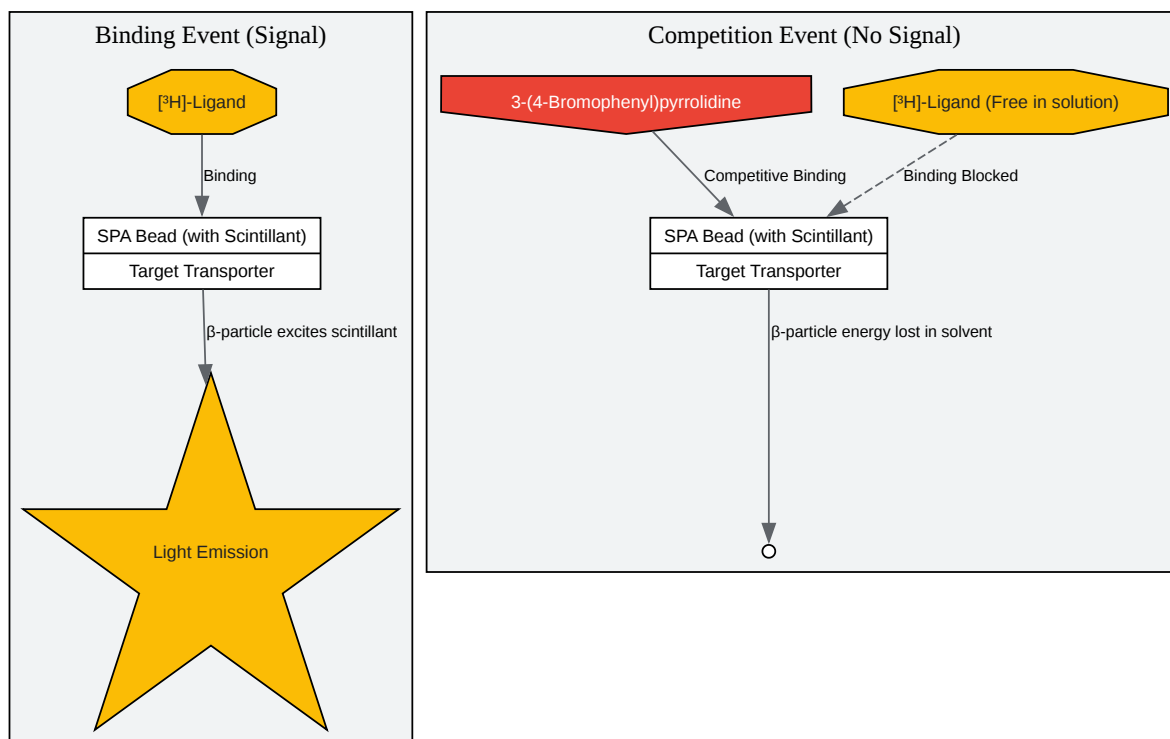 Binding Event (Signal)
[³H]-Ligand
Binding
SPA Bead (with Scintillant)
Target Transporter
β-particle excites scintillant
Light Emission
Competition Event (No Signal)
3-(4-Bromophenyl)pyrrolidine
[³H]-Ligand (Free in solution)
Competitive Binding
Binding Blocked
SPA Bead (with Scintillant)
Target Transporter
β-particle energy lost in solvent